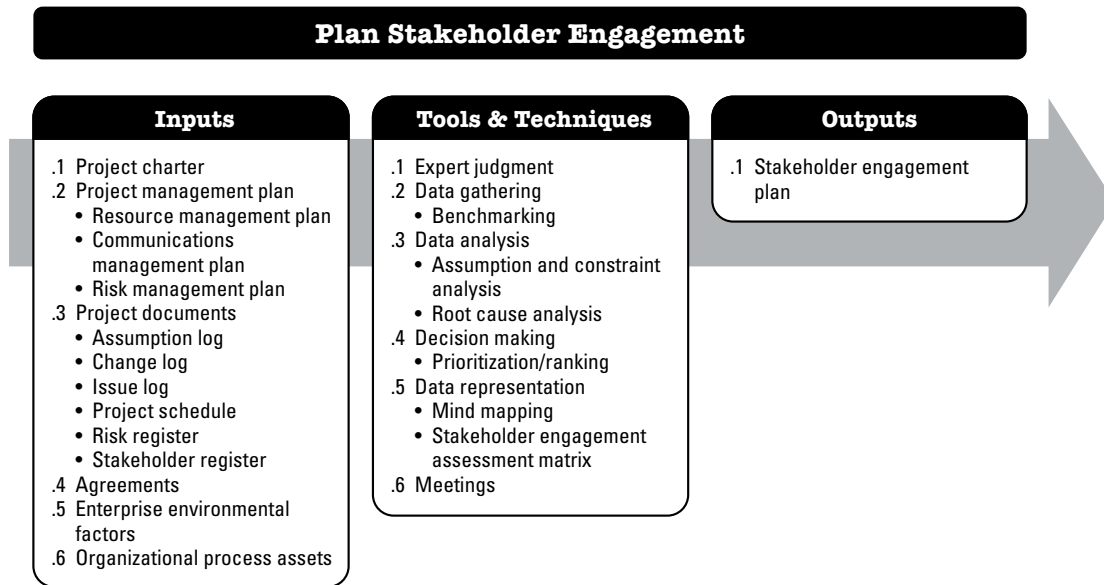 Plan Stakeholder Engagement
Inputs
.1 Project charter
.2 Project management plan
• Resource management plan
• Communications
management plan
• Risk management plan
.3 Project documents
• Assumption log
• Change log
• Issue log
• Project schedule
• Risk register
• Stakeholder register
.4 Agreements
.5 Enterprise environmental
factors
.6 Organizational process assets
Tools & Techniques
.1 Expert judgment
.2 Data gathering
• Benchmarking
.3 Data analysis
• Assumption and constraint
analysis
• Root cause analysis
.4 Decision making
• Prioritization/ranking
.5 Data representation
• Mind mapping
• Stakeholder engagement
assessment matrix
.6 Meetings
Outputs
.1 Stakeholder engagement
plan